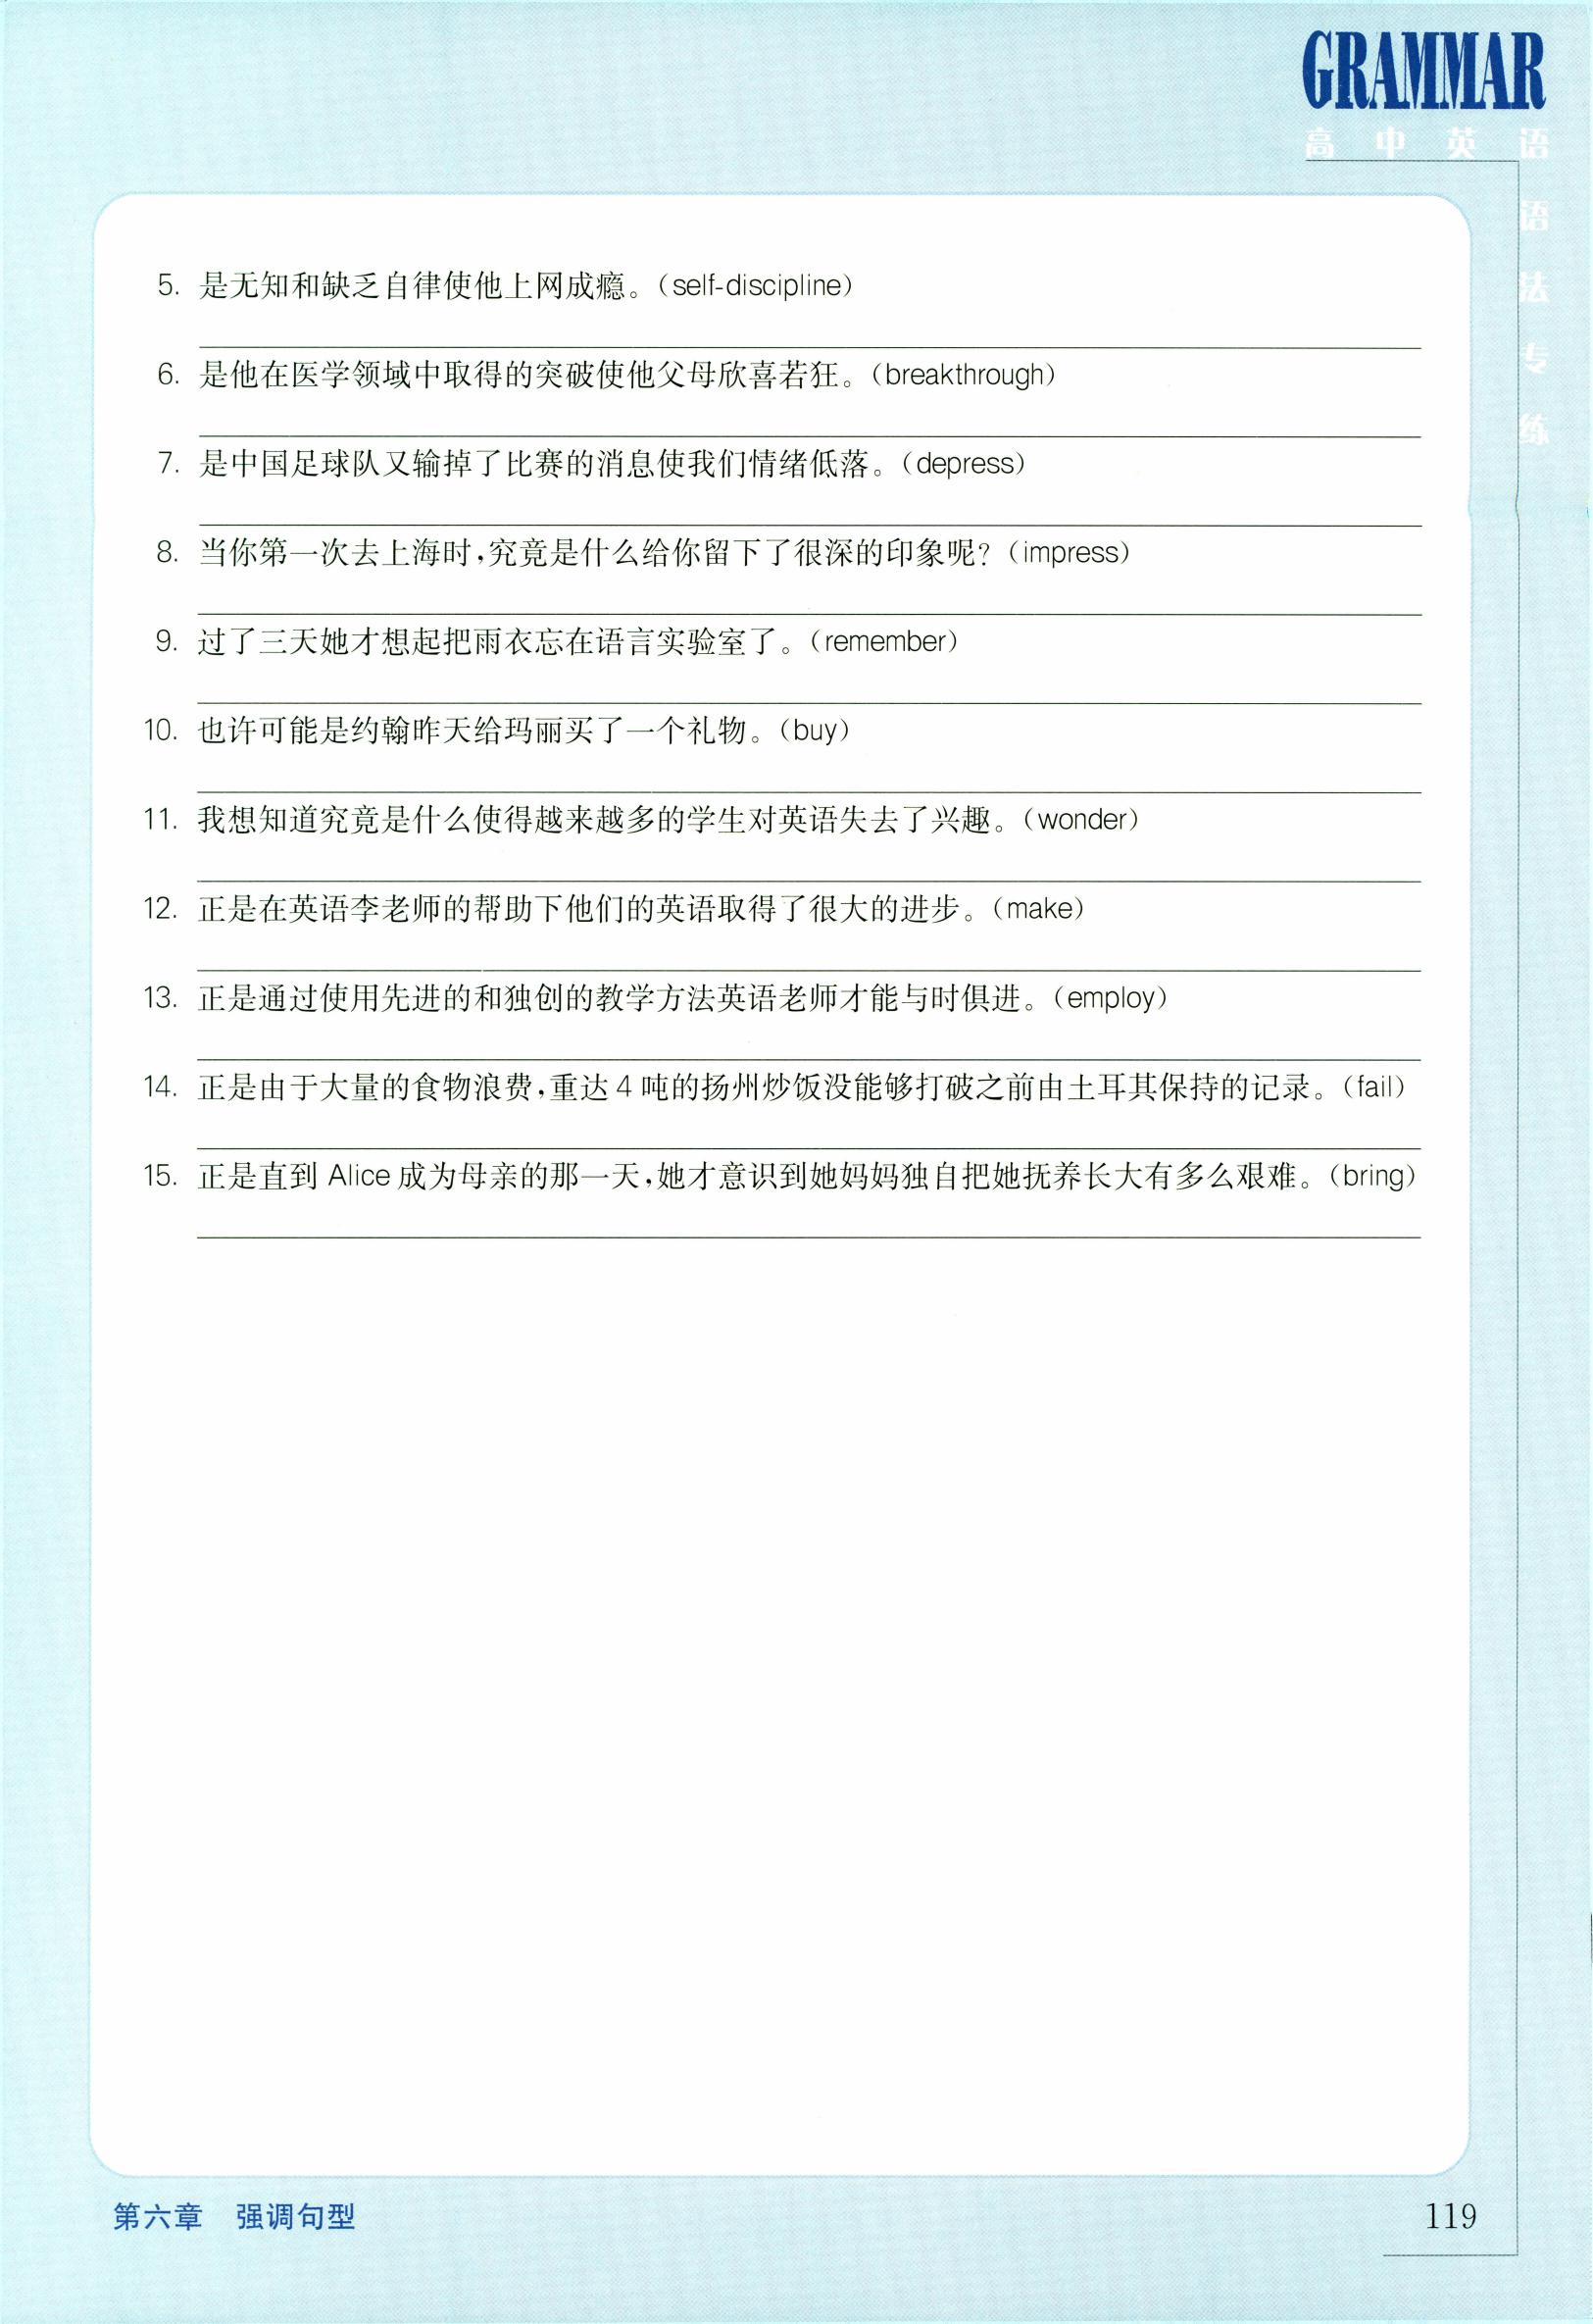 GRAMMAR
高中英语
语法专练
5. 是无知和缺乏自律使他上网成瘾。(self-discipline)
6. 是他在医学领域中取得的突破使他父母欣喜若狂。(breakthrough)
7. 是中国足球队又输掉了比赛的消息使我们情绪低落。(depress)
8. 当你第一次去上海时,究竟是什么给你留下了很深的印象呢?(impress)
9. 过了三天她才想起把雨衣忘在语言实验室了。(remember)
10. 也许可能是约翰昨天给玛丽买了一个礼物。(buy)
11. 我想知道究竟是什么使得越来越多的学生对英语失去了兴趣。(wonder)
12. 正是在英语李老师的帮助下他们的英语取得了很大的进步。(make)
13. 正是通过使用先进的和独创的教学方法英语老师才能与时俱进。(employ)
14. 正是由于大量的食物浪费,重达 4 吨的扬州炒饭没能够打破之前由土耳其保持的记录。(fail)
15. 正是直到 Alice 成为母亲的那一天,她才意识到她妈妈独自把她抚养长大有多么艰难。(bring)
第六章 强调句型
119